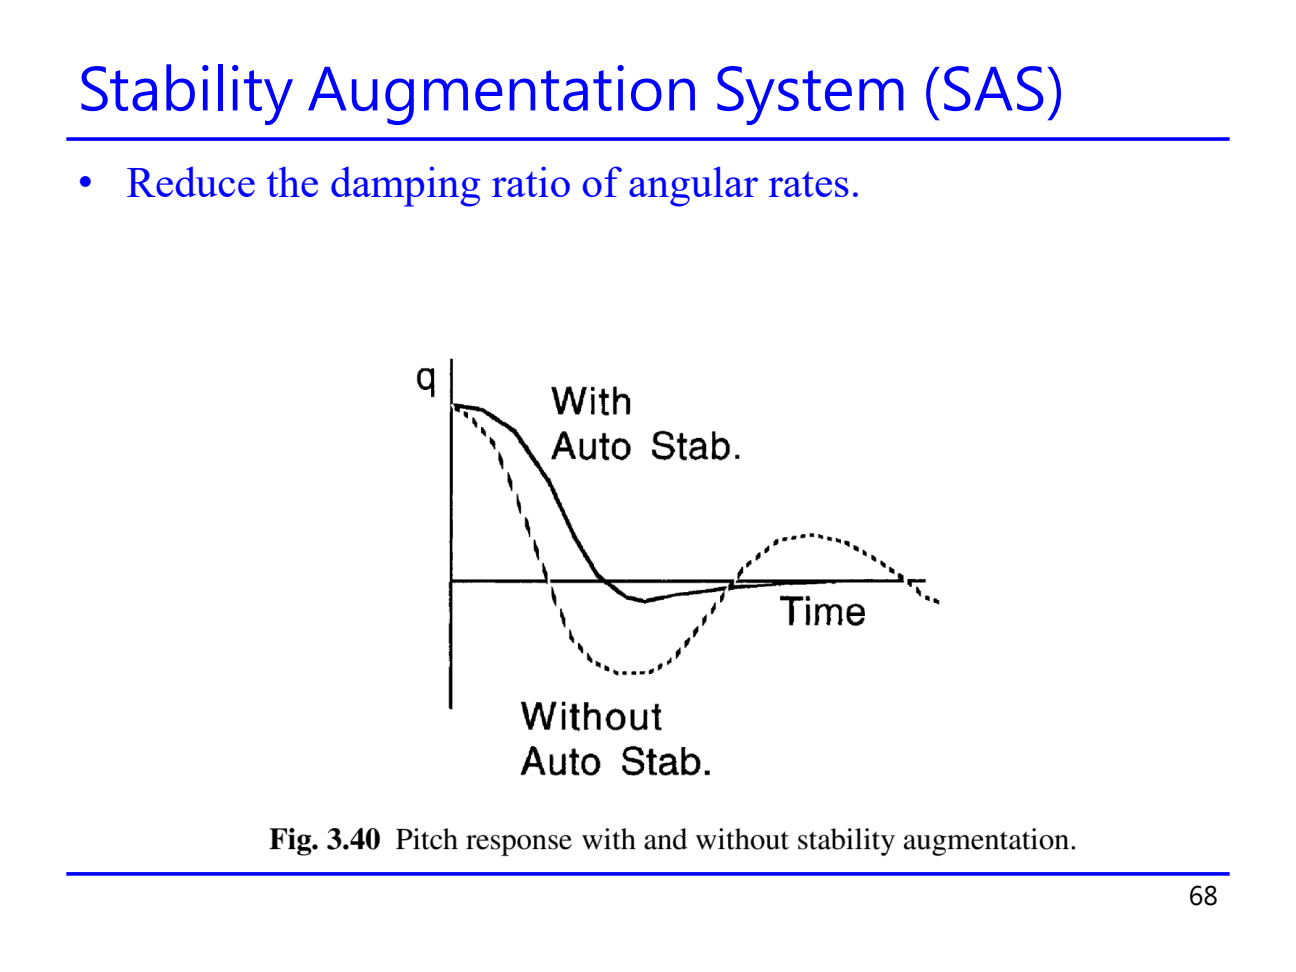 Stability Augmentation System (SAS)
• Reduce the damping ratio of angular rates.
q
With
Auto Stab.
Time
Without
Auto Stab.
Fig. 3.40 Pitch response with and without stability augmentation.
68